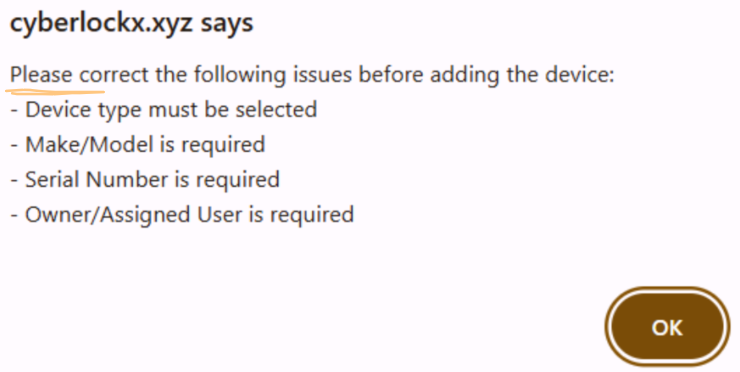 cyberlockx.xyz says
Please correct the following issues before adding the device:
- Device type must be selected
- Make/Model is required
- Serial Number is required
- Owner/Assigned User is required
OK